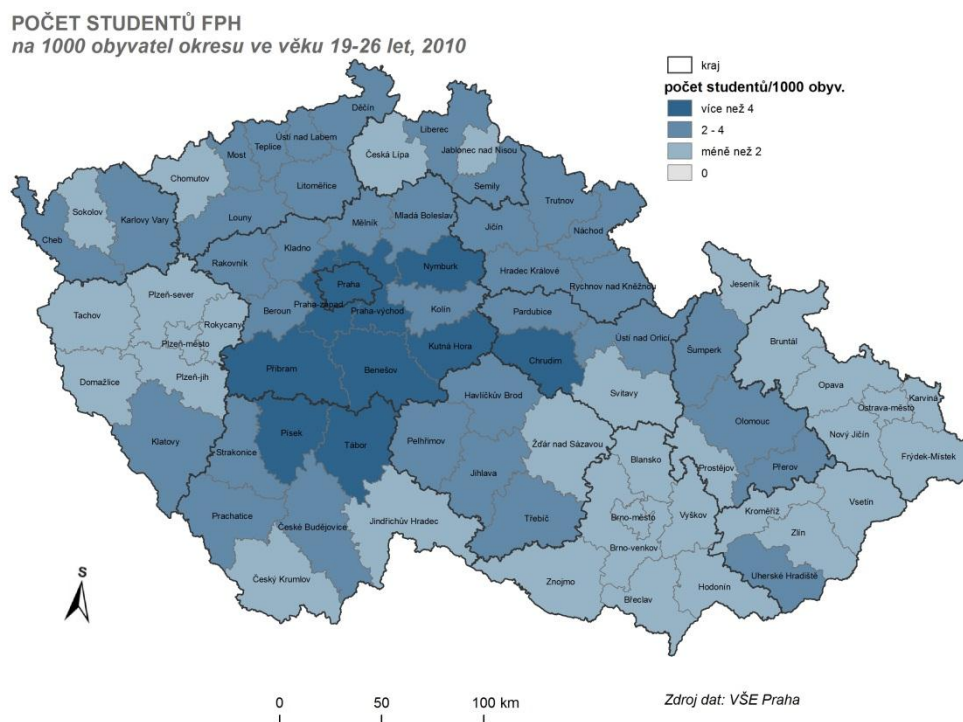 POČET STUDENTŮ FPH
na 1000 obyvatel okresu ve věku 19-26 let, 2010
kraj
počet studentů/1000 obyv.
více než 4
2 - 4
méně než 2
0
Děčín
Liberec
Ústí nad Labem
Teplice
Most
Česká Lípa
Jablonec nad Nisou
Chomutov
Litoměřice
Semily
Trutnov
Sokolov
Karlovy Vary
Louny
Mělník
Mladá Boleslav
Jičín
Náchod
Cheb
Rakovník
Kladno
Nymburk
Hradec Králové
Praha
Rychnov nad Kněžnou
Jeseník
Tachov
Plzeň-sever
Beroun
Praha-západ
Praha-východ
Kolín
Pardubice
Rokycany
Plzeň-město
Kutná Hora
Chrudim
Ústí nad Orlicí
Šumperk
Bruntál
Domažlice
Plzeň-jih
Příbram
Benešov
Opava
Karviná
Ostrava-město
Havlíčkův Brod
Svitavy
Klatovy
Strakonice
Písek
Tábor
Pelhřimov
Žďár nad Sázavou
Olomouc
Nový Jičín
Frýdek-Místek
Blansko
Prostějov
Přerov
Jihlava
Prachatice
České Budějovice
Jindřichův Hradec
Třebíč
Brno-město
Vyškov
Kroměříž
Vsetín
Zlín
Brno-venkov
Český Krumlov
Znojmo
Břeclav
Hodonín
Uherské Hradiště
S
0 50 100 km
Zdroj dat: VŠE Praha